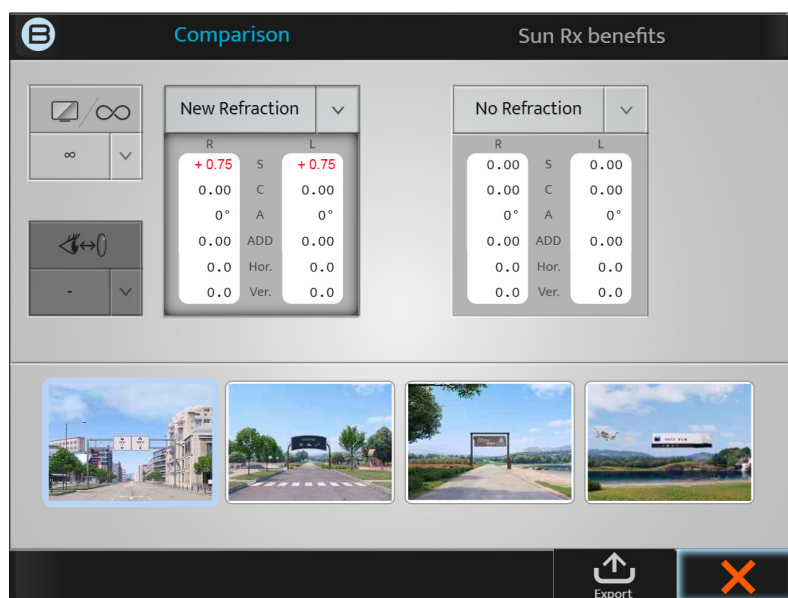 B Comparison Sun Rx benefits
∞
∞
-
New Refraction
R L
+ 0.75 S + 0.75
0.00 C 0.00
0° A 0°
0.00 ADD 0.00
0.0 Hor. 0.0
0.0 Ver. 0.0
No Refraction
R L
0.00 S 0.00
0.00 C 0.00
0° A 0°
0.00 ADD 0.00
0.0 Hor. 0.0
0.0 Ver. 0.0
Export